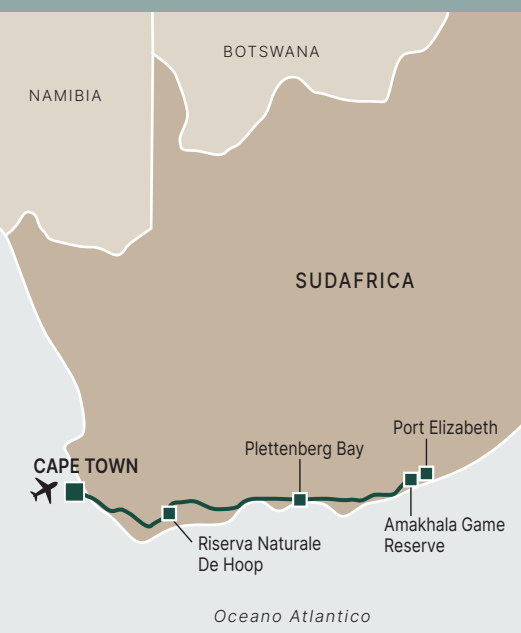 BOTSWANA
NAMIBIA
SUDAFRICA
Port Elizabeth
Plettenberg Bay
CAPE TOWN
Amakhala Game
Reserve
Riserva Naturale
De Hoop
Oceano Atlantico